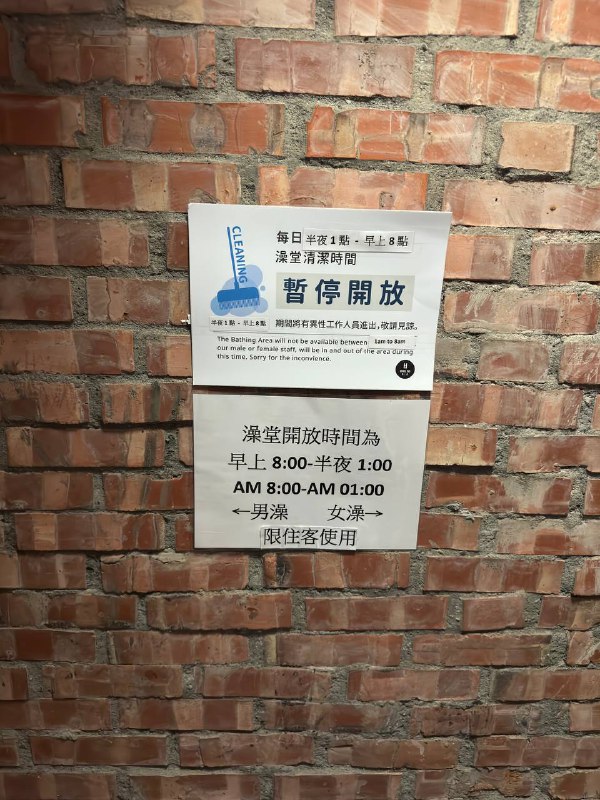 CLEANING
每日 半夜 1 點 - 早上 8 點
澡堂清潔時間
暫停開放
半夜 1 點 - 早上 8 點
期間將有異性工作人員進出,敬請見諒。
The Bathing Area will not be available between 1am to 8am
our male or female staff, will be in and out of the area during
this time. Sorry for the inconvience.
澡堂開放時間為
早上 8:00-半夜 1:00
AM 8:00-AM 01:00
←男澡 女澡→
限住客使用